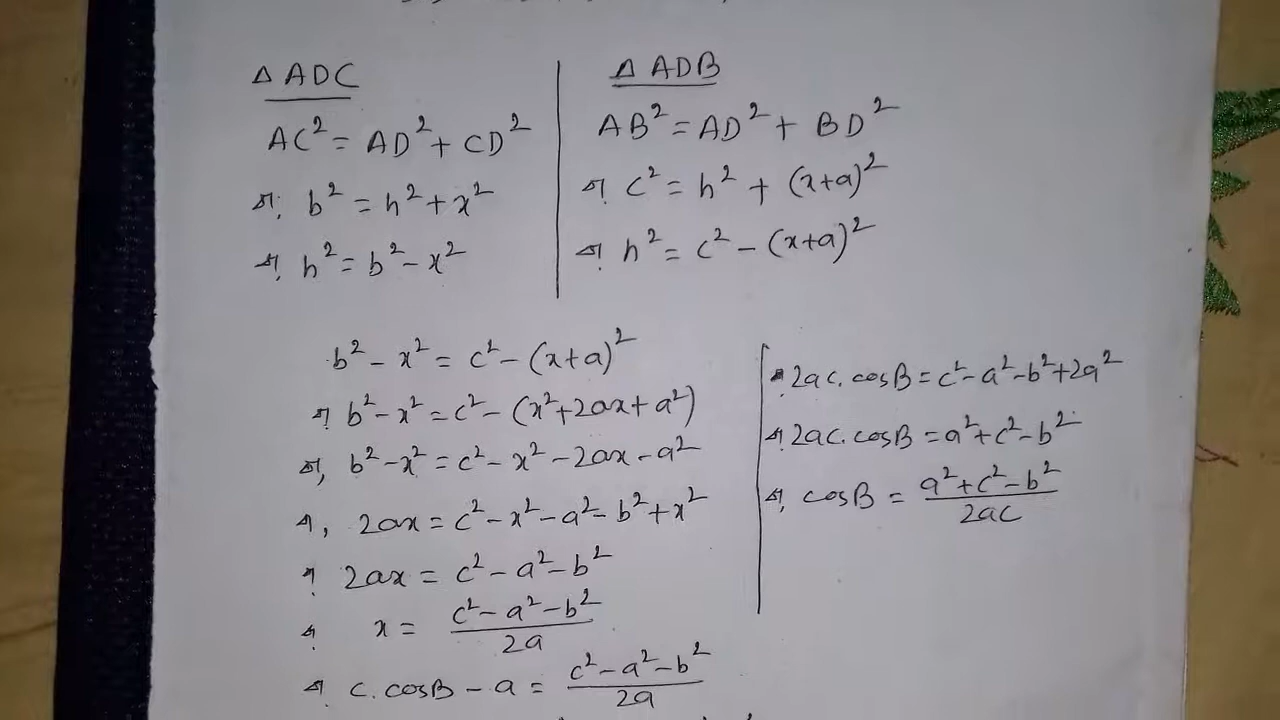 Δ ADC
AC² = AD² + CD²
বা, b² = h² + x²
বা, h² = b² - x²
Δ ADB
AB² = AD² + BD²
বা, c² = h² + (x+a)²
বা, h² = c² - (x+a)²
b² - x² = c² - (x+a)²
বা, b² - x² = c² - (x² + 2ax + a²)
বা, b² - x² = c² - x² - 2ax - a²
বা, 2ax = c² - x² - a² - b² + x²
বা, 2ax = c² - a² - b²
বা, x = (c² - a² - b²)/2a
বা, c.cosB - a = (c² - a² - b²)/2a
2ac.cosB = c² - a² - b² + 2a²
বা, 2ac.cosB = a² + c² - b²
বা, cosB = (a² + c² - b²)/2ac